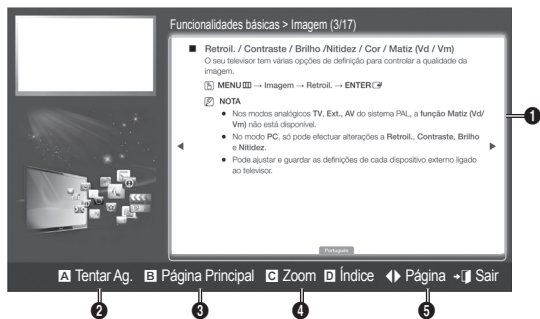 Funcionalidades básicas > Imagem (3/17)
■ Retroil. / Contraste / Brilho /Nitidez / Cor / Matiz (Vd / Vm)
O seu televisor tem várias opções de definição para controlar a qualidade da
imagem.
MENU → Imagem → Retroil. → ENTER
NOTA
● Nos modos analógicos TV, Ext., AV do sistema PAL, a função Matiz (Vd/
Vm) não está disponível.
● No modo PC, só pode efectuar alterações a Retroil., Contraste, Brilho
e Nitidez.
● Pode ajustar e guardar as definições de cada dispositivo externo ligado
ao televisor.
Português
A Tentar Ag. B Página Principal C Zoom D Índice ◀▶ Página Sair
1
2 3 4 5